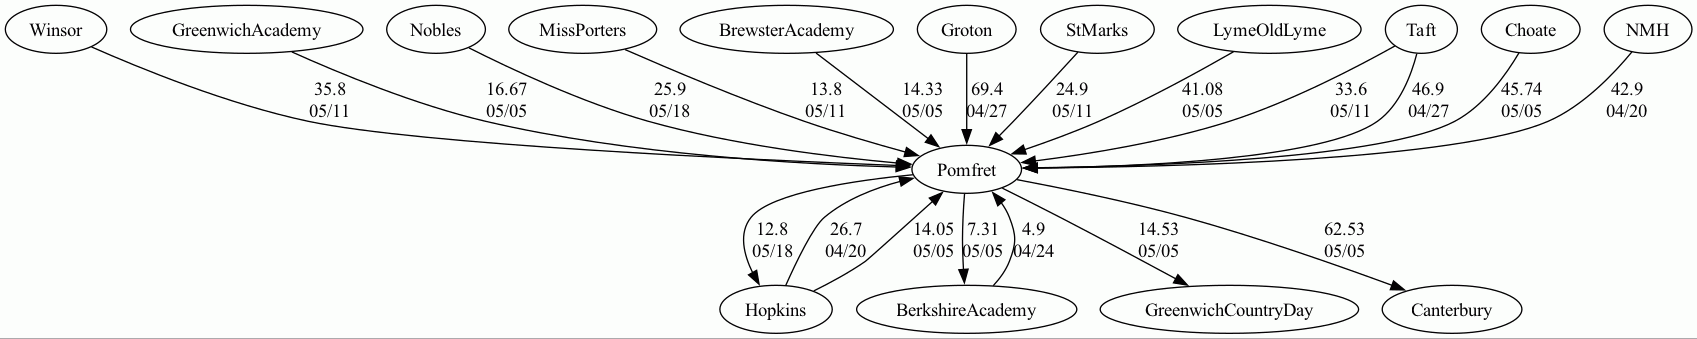 Winsor
GreenwichAcademy
Nobles
MissPorters
BrewsterAcademy
Groton
StMarks
LymeOldLyme
Taft
Choate
NMH
35.8
05/11
16.67
05/05
25.9
05/18
13.8
05/11
14.33
05/05
69.4
04/27
24.9
05/11
41.08
05/05
33.6
05/11
46.9
04/27
45.74
05/05
42.9
04/20
Pomfret
12.8
05/18
26.7
04/20
14.05
05/05
7.31
05/05
4.9
04/24
14.53
05/05
62.53
05/05
Hopkins
BerkshireAcademy
GreenwichCountryDay
Canterbury